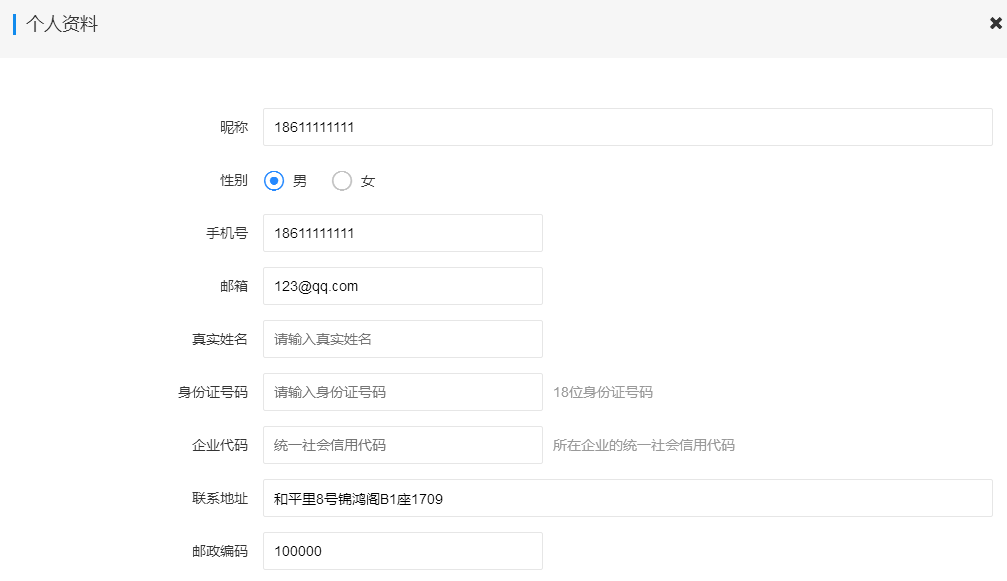 个人资料
昵称 18611111111
性别 男 女
手机号 18611111111
邮箱 123@qq.com
真实姓名 请输入真实姓名
身份证号码 请输入身份证号码 18位身份证号码
企业代码 统一社会信用代码 所在企业的统一社会信用代码
联系地址 和平里8号锦鸿阁B1座1709
邮政编码 100000